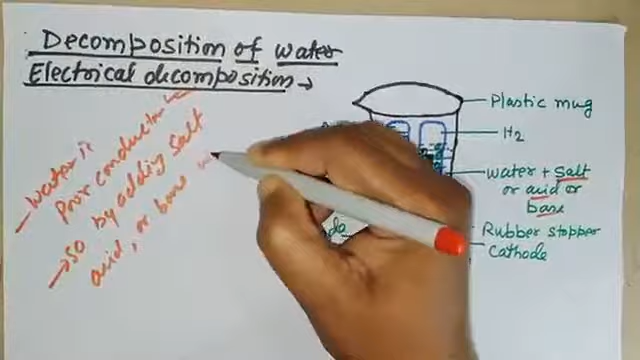 Decomposition of water
Electrical decomposition →
Plastic mug
H2
water + salt
or acid or
base
Rubber stopper
Cathode
- water is
poor conductor
→ so by adding salt
acid, or base